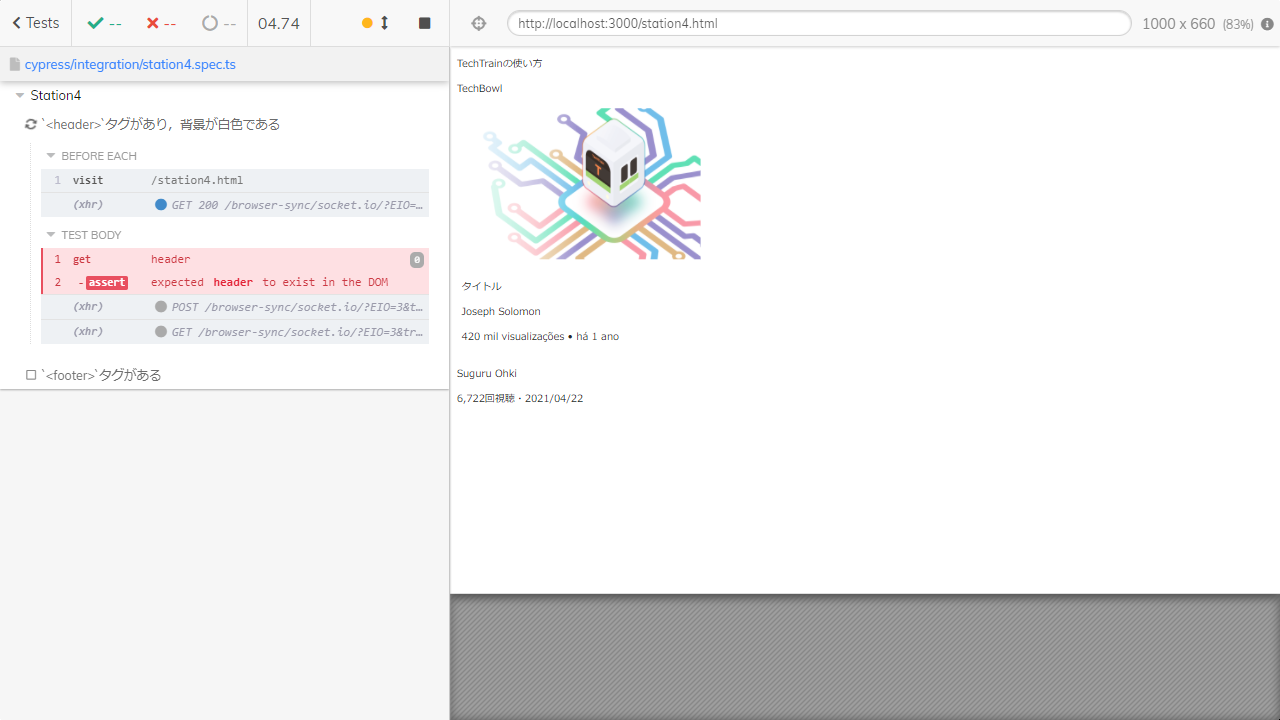 Tests
--
--
--
04.74
http://localhost:3000/station4.html
1000 x 660 (83%)
cypress/integration/station4.spec.ts
Station4
`<header>`タグがあり，背景が白色である
BEFORE EACH
1 visit /station4.html
(xhr) GET 200 /browser-sync/socket.io/?EIO=…
TEST BODY
1 get header 0
2 -assert expected header to exist in the DOM
(xhr) POST /browser-sync/socket.io/?EIO=3&t…
(xhr) GET /browser-sync/socket.io/?EIO=3&tr…
`<footer>`タグがある
TechTrainの使い方
TechBowl
タイトル
Joseph Solomon
420 mil visualizações • há 1 ano
Suguru Ohki
6,722回視聴・2021/04/22